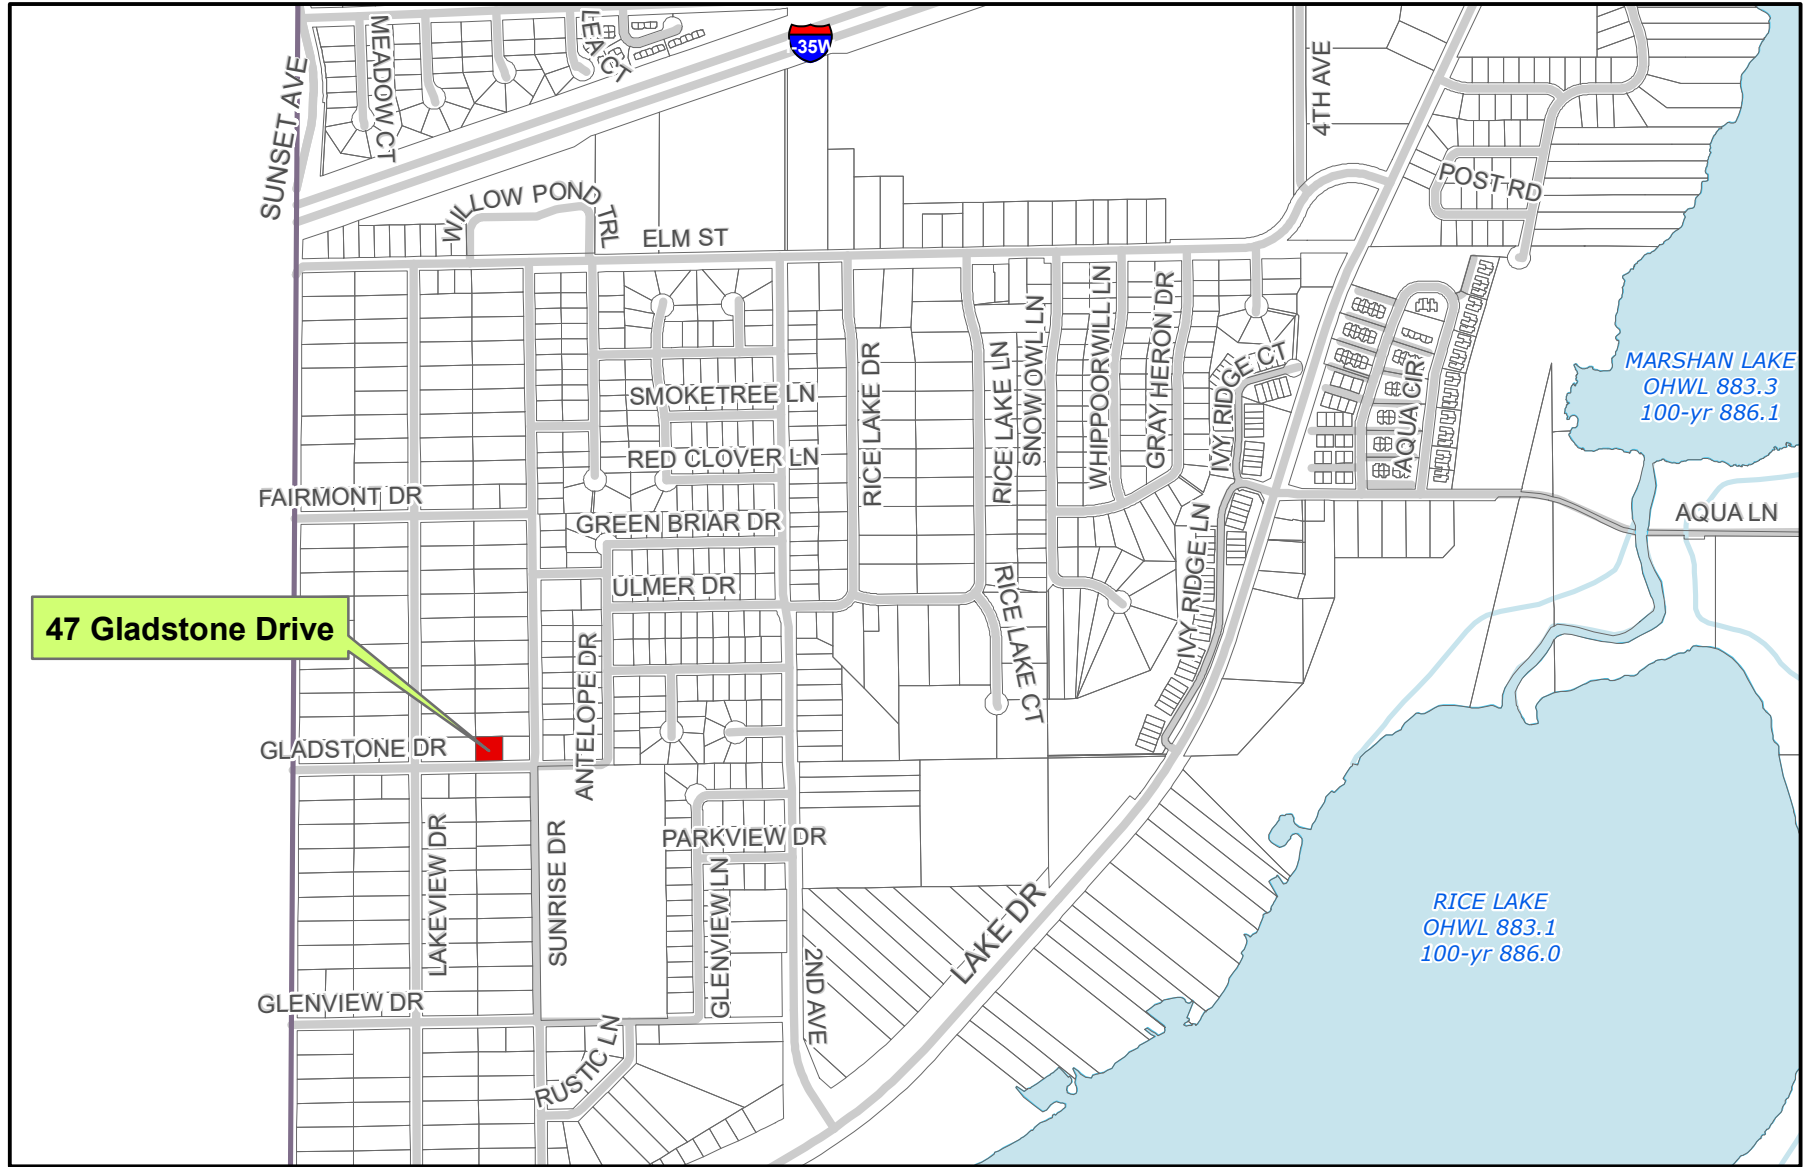 MEADOW CT
LEA CT
-35W
SUNSET AVE
4TH AVE
POST RD
WILLOW POND TRL
ELM ST
MARSHAN LAKE
OHWL 883.3
100-yr 886.1
RICE LAKE DR
RICE LAKE LN
SNOW OWL LN
WHIPPOORWILL LN
GRAY HERON DR
IVY RIDGE CT
AQUA CIR
SMOKETREE LN
RED CLOVER LN
FAIRMONT DR
GREEN BRIAR DR
AQUA LN
ULMER DR
IVY RIDGE LN
RICE LAKE CT
47 Gladstone Drive
ANTELOPE DR
GLADSTONE DR
PARKVIEW DR
LAKEVIEW DR
SUNRISE DR
GLENVIEW LN
LAKE DR
RICE LAKE
OHWL 883.1
100-yr 886.0
2ND AVE
GLENVIEW DR
RUSTIC LN